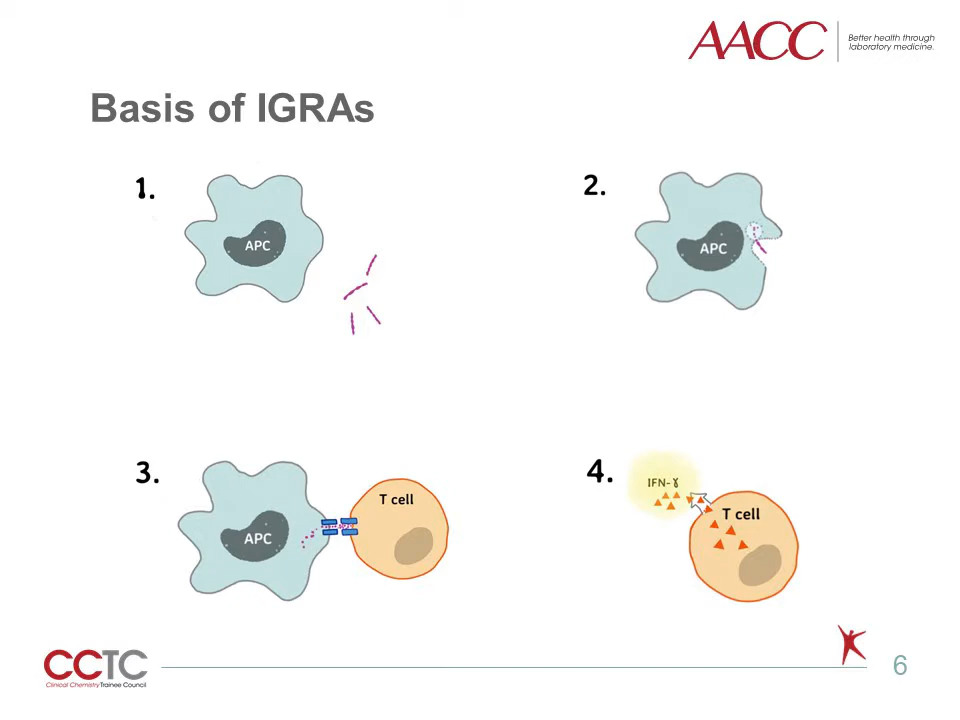 AACC
Better health through
laboratory medicine.
Basis of IGRAs
1.
APC
2.
APC
3.
APC
T cell
4.
IFN-ɣ
T cell
CCTC
Clinical Chemistry Trainee Council
6